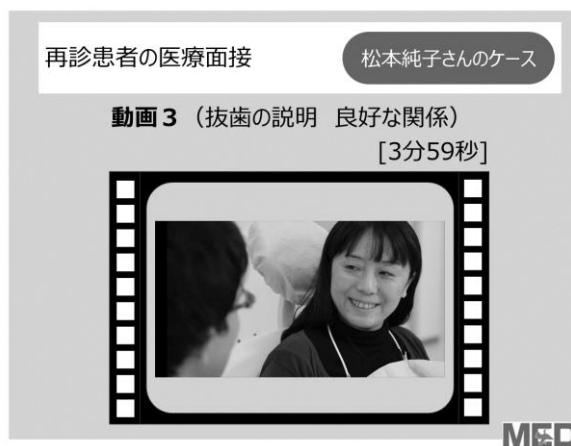 再診患者の医療面接
松本純子さんのケース
動画3（抜歯の説明 良好な関係）
[3分59秒]
MED